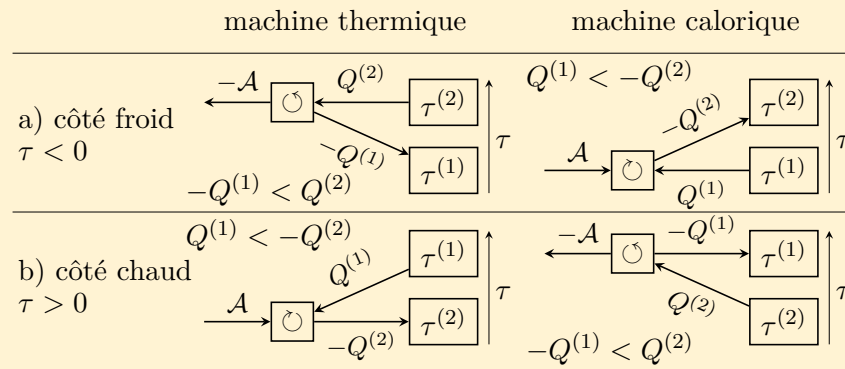 machine thermique machine calorique
a) côté froid
τ < 0
−𝒜 ↺ Q^(2) τ^(2)
−Q^(1) τ^(1) τ
−Q^(1) < Q^(2)
Q^(1) < −Q^(2)
−Q^(2) τ^(2)
𝒜 ↻ Q^(1) τ^(1) τ
b) côté chaud
τ > 0
Q^(1) < −Q^(2)
Q^(1) τ^(1)
𝒜 ↻ −Q^(2) τ^(2) τ
−𝒜 ↻ −Q^(1) τ^(1)
Q(2) τ^(2) τ
−Q^(1) < Q^(2)